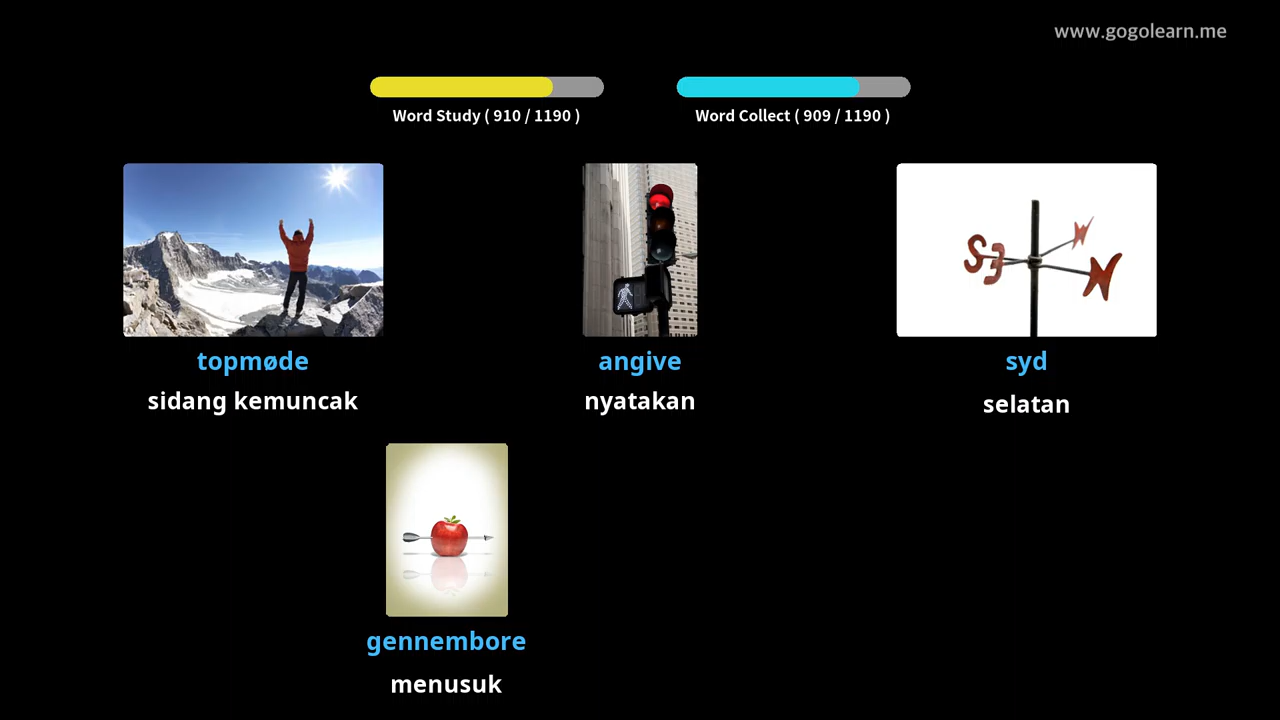 www.gogolearn.me
Word Study ( 910 / 1190 )
Word Collect ( 909 / 1190 )
topmøde
sidang kemuncak
angive
nyatakan
S
N
syd
selatan
gennembore
menusuk